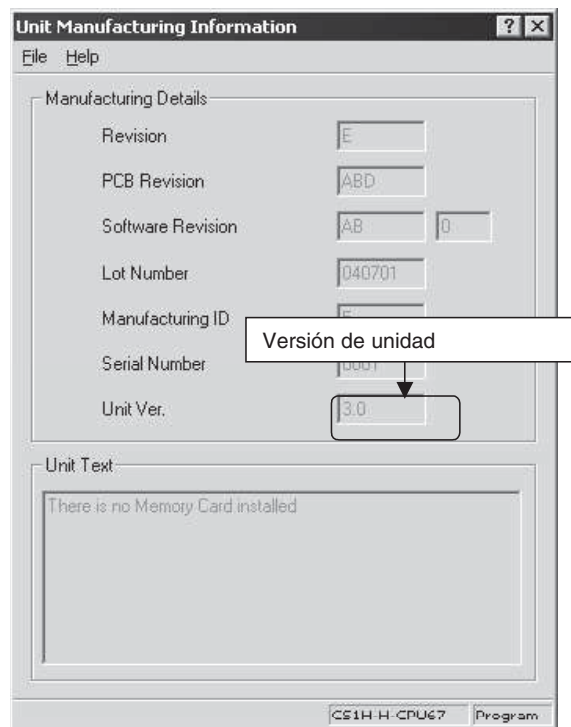 Unit Manufacturing Information
File Help
Manufacturing Details
Revision E
PCB Revision ABD
Software Revision AB 0
Lot Number 040701
Manufacturing ID
Versión de unidad
Serial Number 0001
Unit Ver. 3.0
Unit Text
There is no Memory Card installed
CS1H-H-CPU67 Program